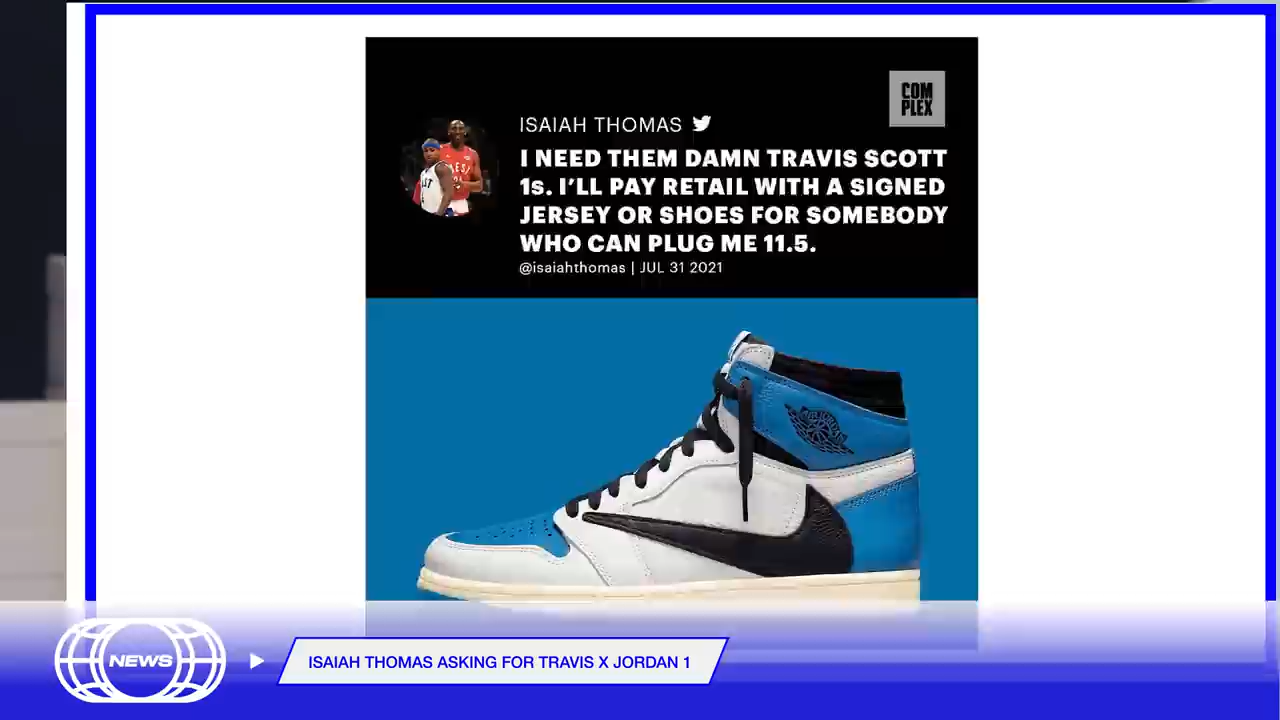 COM
PLEX
ISAIAH THOMAS
I NEED THEM DAMN TRAVIS SCOTT
1s. I'LL PAY RETAIL WITH A SIGNED
JERSEY OR SHOES FOR SOMEBODY
WHO CAN PLUG ME 11.5.
@isaiahthomas | JUL 31 2021
NEWS
ISAIAH THOMAS ASKING FOR TRAVIS X JORDAN 1